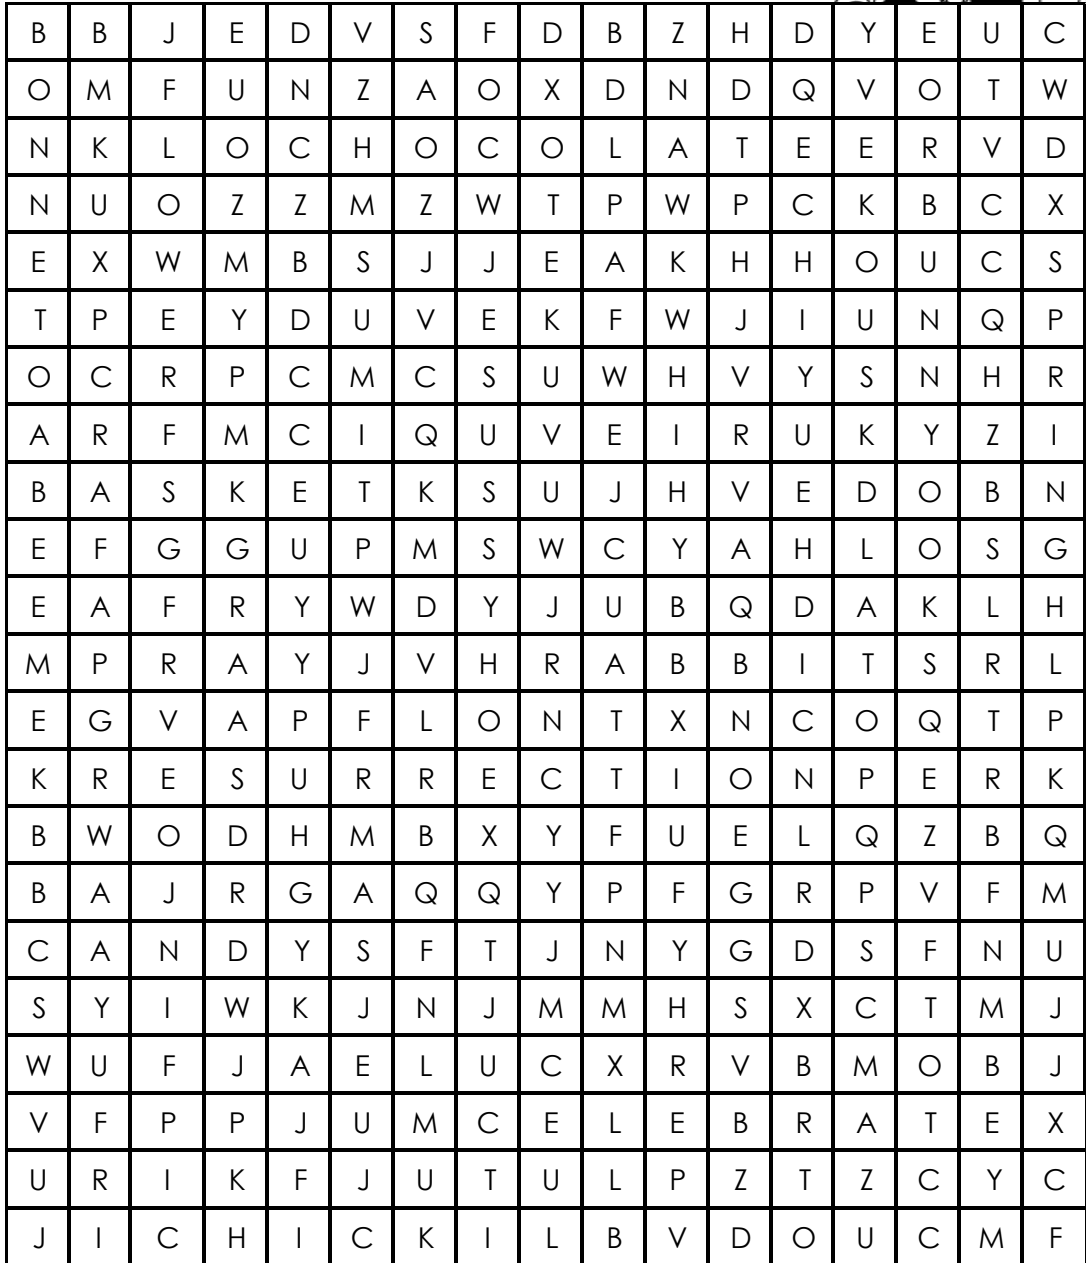 B B J E D V S F D B Z H D Y E U C
O M F U N Z A O X D N D Q V O T W
N K L O C H O C O L A T E E R V D
N U O Z Z M Z W T P W P C K B C X
E X W M B S J J E A K H H O U C S
T P E Y D U V E K F W J I U N Q P
O C R P C M C S U W H V Y S N H R
A R F M C I Q U V E I R U K Y Z I
B A S K E T K S U J H V E D O B N
E F G G U P M S W C Y A H L O S G
E A F R Y W D Y J U B Q D A K L H
M P R A Y J V H R A B B I T S R L
E G V A P F L O N T X N C O Q T P
K R E S U R R E C T I O N P E R K
B W O D H M B X Y F U E L Q Z B Q
B A J R G A Q Q Y P F G R P V F M
C A N D Y S F T J N Y G D S F N U
S Y I W K J N J M M H S X C T M J
W U F J A E L U C X R V B M O B J
V F P P J U M C E L E B R A T E X
U R I K F J U T U L P Z T Z C Y C
J I C H I C K I L B V D O U C M F